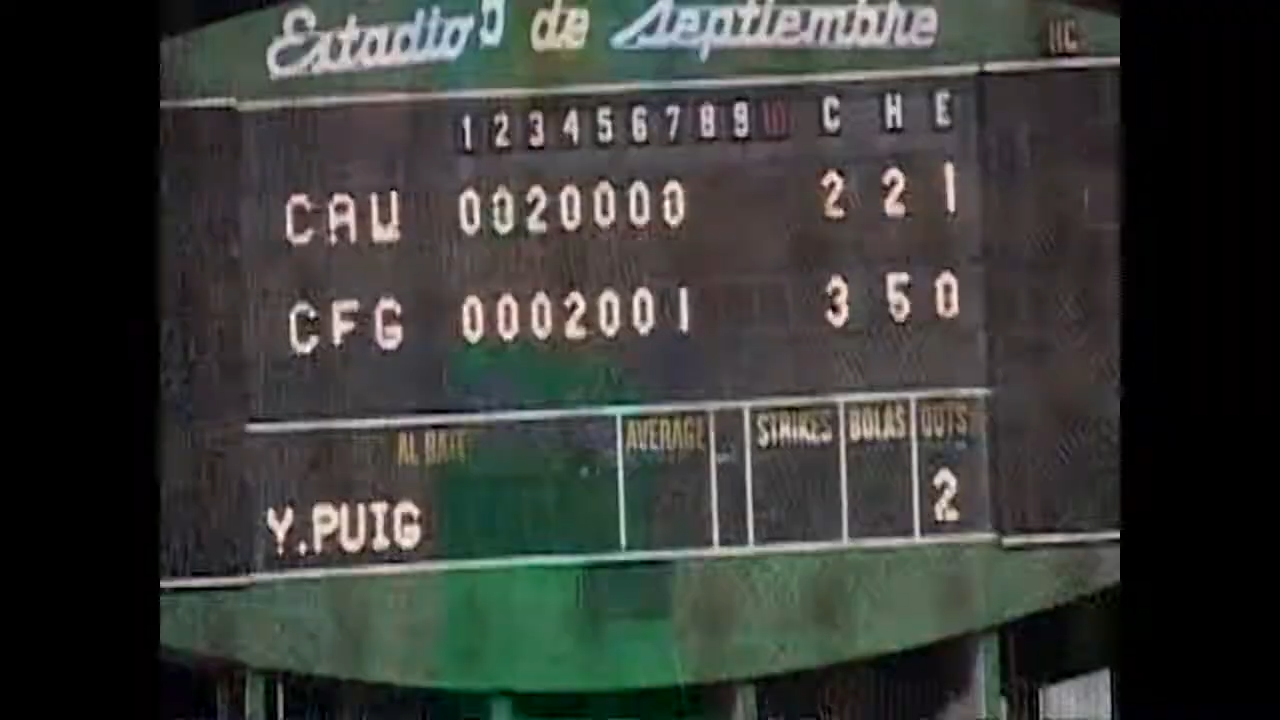 Estadio 5 de Septiembre
1 2 3 4 5 6 7 8 9 10 C H E
CAW 0020000 2 2 1
CFG 0002001 3 5 0
AL BATE AVERAGE STRIKES BOLAS OUTS
Y.PUIG 2